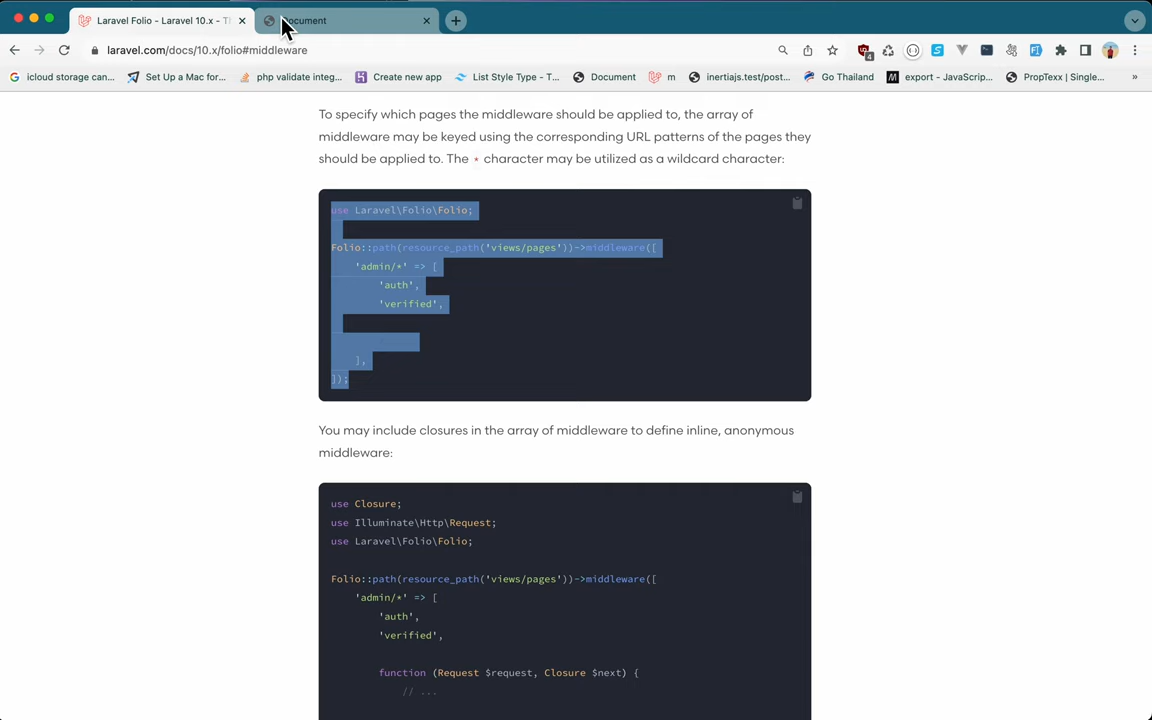 Laravel Folio - Laravel 10.x - Th
Document
laravel.com/docs/10.x/folio#middleware
4
icloud storage can...
Set Up a Mac for...
php validate integ...
Create new app
List Style Type - T...
Document
m
inertiajs.test/post...
Go Thailand
export - JavaScrip...
PropTexx | Single...
»
To specify which pages the middleware should be applied to, the array of
middleware may be keyed using the corresponding URL patterns of the pages they
should be applied to. The * character may be utilized as a wildcard character:
use Laravel\Folio\Folio;
Folio::path(resource_path('views/pages'))->middleware([
'admin/*' => [
'auth',
'verified',
],
]);
You may include closures in the array of middleware to define inline, anonymous
middleware:
use Closure;
use Illuminate\Http\Request;
use Laravel\Folio\Folio;
Folio::path(resource_path('views/pages'))->middleware([
'admin/*' => [
'auth',
'verified',
function (Request $request, Closure $next) {
// ...